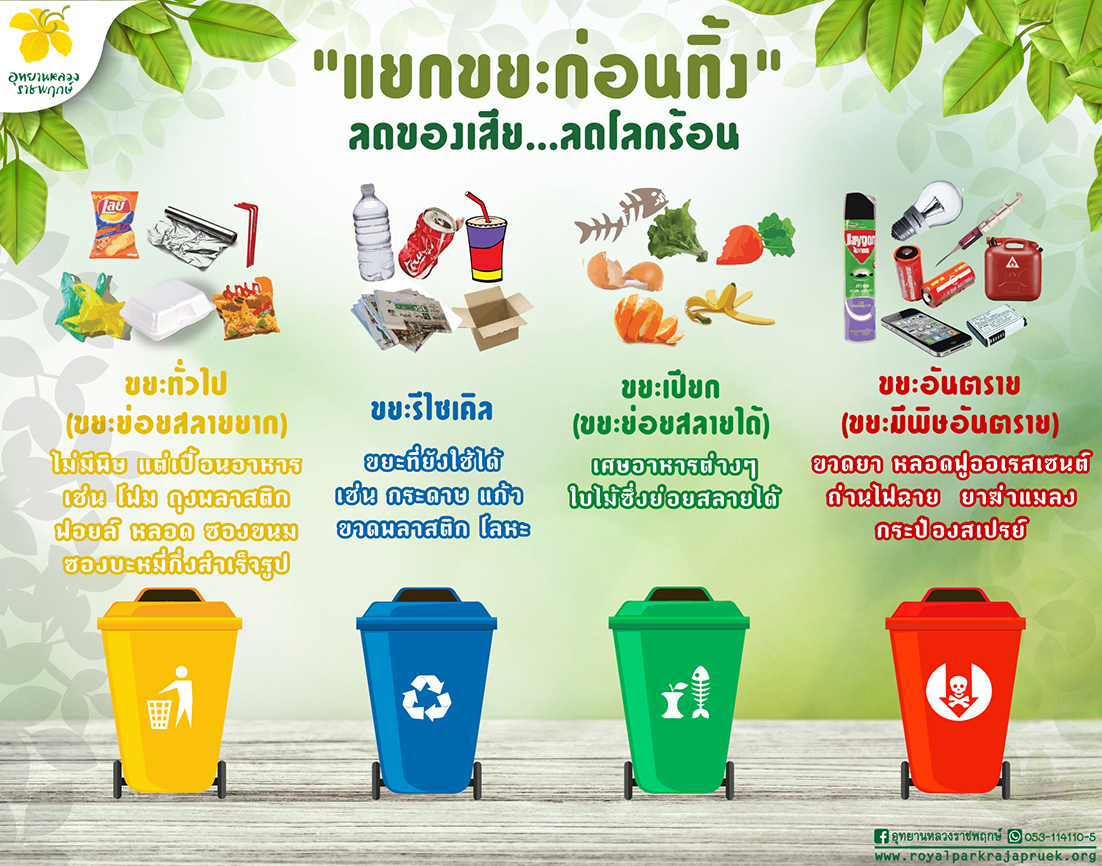 อุทยานหลวง
ราชพฤกษ์
"แยกขยะก่อนทิ้ง"
ลดของเสีย...ลดโลกร้อน
เลย์
Baygon
ขยะทั่วไป
(ขยะย่อยสลายยาก)
ไม่มีพิษ แต่เปื้อนอาหาร
เช่น โฟม ถุงพลาสติก
ฟอยล์ หลอด ซองขนม
ซองบะหมี่กึ่งสำเร็จรูป
ขยะรีไซเคิล
ขยะที่ยังใช้ได้
เช่น กระดาษ แก้ว
ขวดพลาสติก โลหะ
ขยะเปียก
(ขยะย่อยสลายได้)
เศษอาหารต่างๆ
ใบไม้ซึ่งย่อยสลายได้
ขยะอันตราย
(ขยะมีพิษอันตราย)
ขวดยา หลอดฟูออเรสเซนต์
ถ่านไฟฉาย ยาฆ่าแมลง
กระป๋องสเปรย์
อุทยานหลวงราชพฤกษ์ 053-114110-5
www.royalparkrajapruek.org